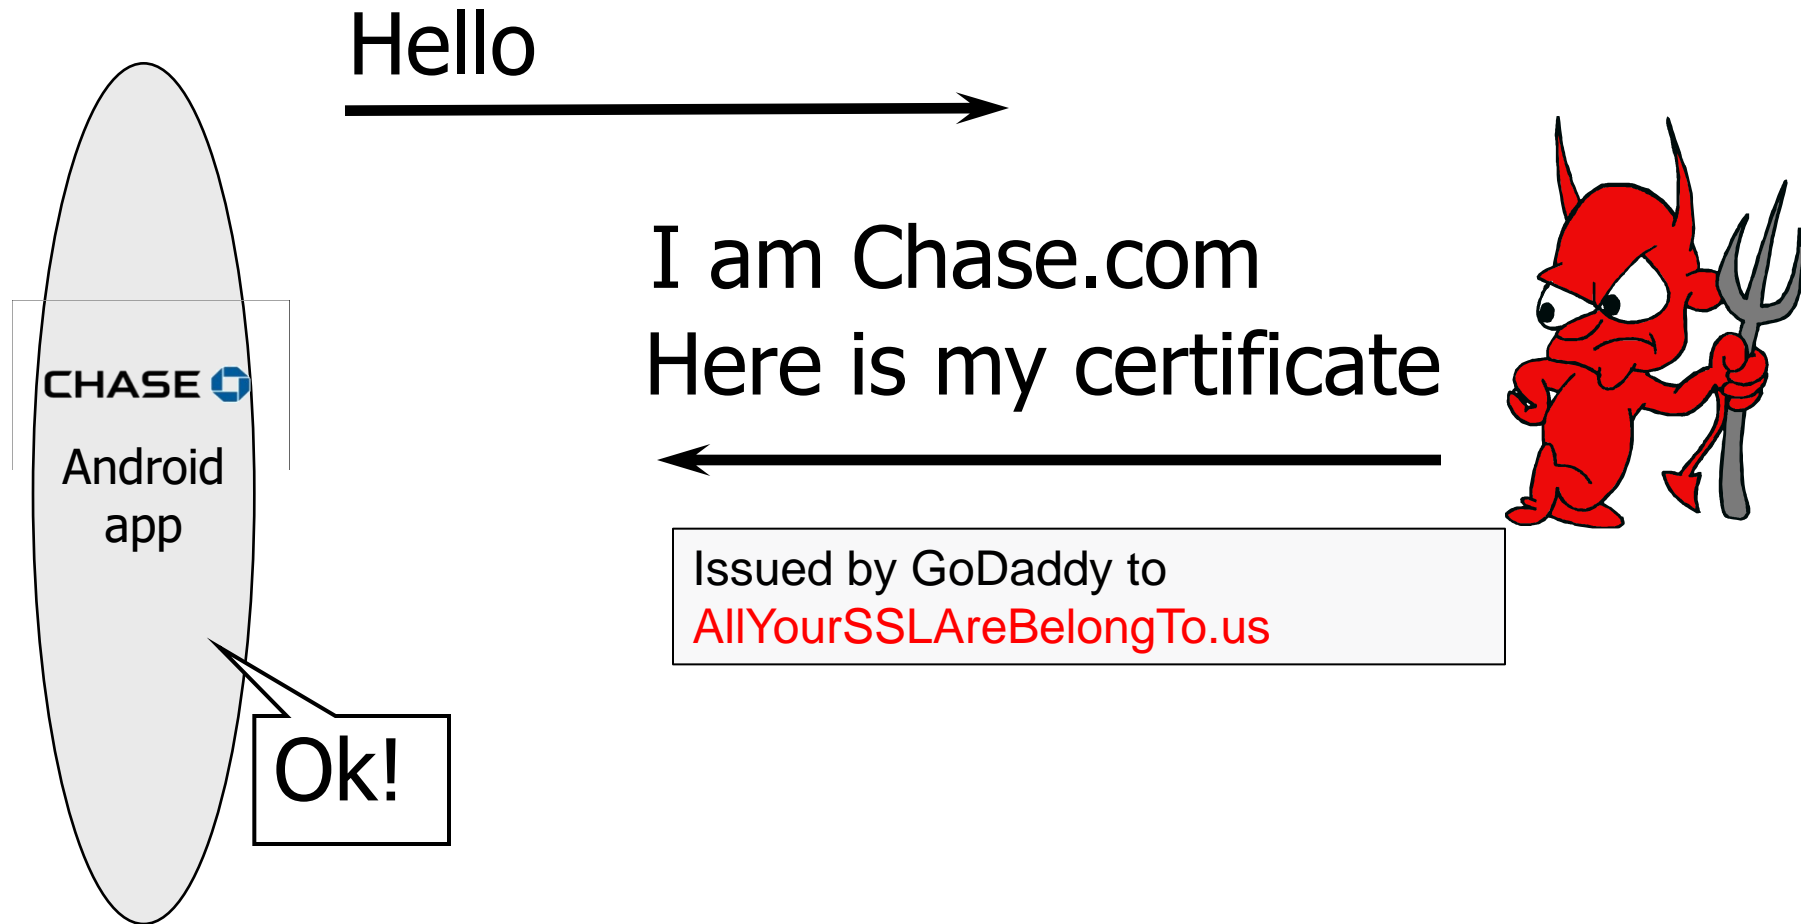 Hello
I am Chase.com
Here is my certificate
CHASE
Android
app
Issued by GoDaddy to
AllYourSSLAreBelongTo.us
Ok!